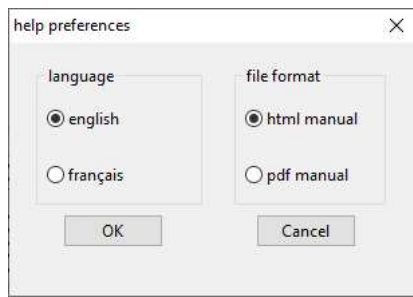 help preferences
language
file format
english
html manual
français
pdf manual
OK
Cancel